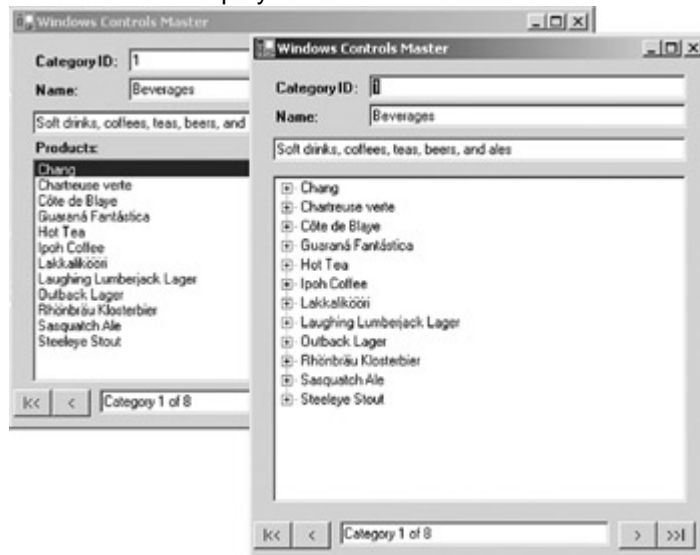 Windows Controls Master
Category ID: 1
Name: Beverages
Soft drinks, coffees, teas, beers, and
Products:
Chang
Chartreuse verte
Côte de Blaye
Guaraná Fantástica
Hot Tea
Ipoh Coffee
Lakkalikööri
Laughing Lumberjack Lager
Outback Lager
Rhönbräu Klosterbier
Sasquatch Ale
Steeleye Stout
|<< < Category 1 of 8
Windows Controls Master
Category ID: 1
Name: Beverages
Soft drinks, coffees, teas, beers, and ales
Chang
Chartreuse verte
Côte de Blaye
Guaraná Fantástica
Hot Tea
Ipoh Coffee
Lakkalikööri
Laughing Lumberjack Lager
Outback Lager
Rhönbräu Klosterbier
Sasquatch Ale
Steeleye Stout
|<< < Category 1 of 8 > >>|